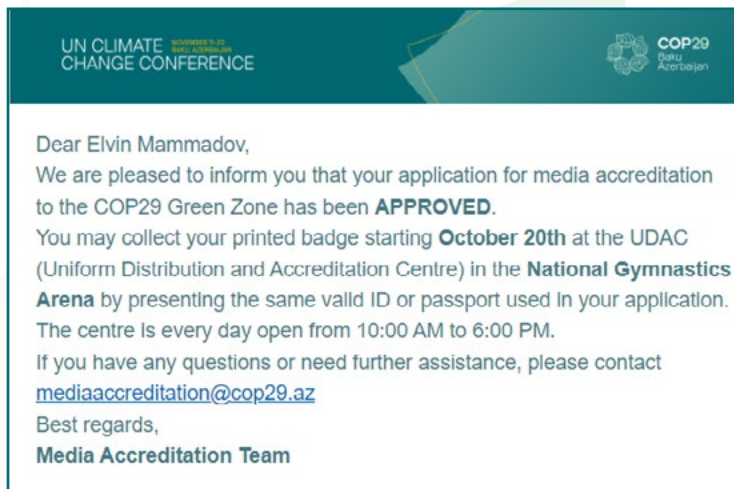 UN CLIMATE NOVEMBER 11-22
BAKU AZERBAIJAN
CHANGE CONFERENCE
COP29
Baku
Azerbaijan
Dear Elvin Mammadov,
We are pleased to inform you that your application for media accreditation
to the COP29 Green Zone has been APPROVED.
You may collect your printed badge starting October 20th at the UDAC
(Uniform Distribution and Accreditation Centre) in the National Gymnastics
Arena by presenting the same valid ID or passport used in your application.
The centre is every day open from 10:00 AM to 6:00 PM.
If you have any questions or need further assistance, please contact
mediaaccreditation@cop29.az
Best regards,
Media Accreditation Team